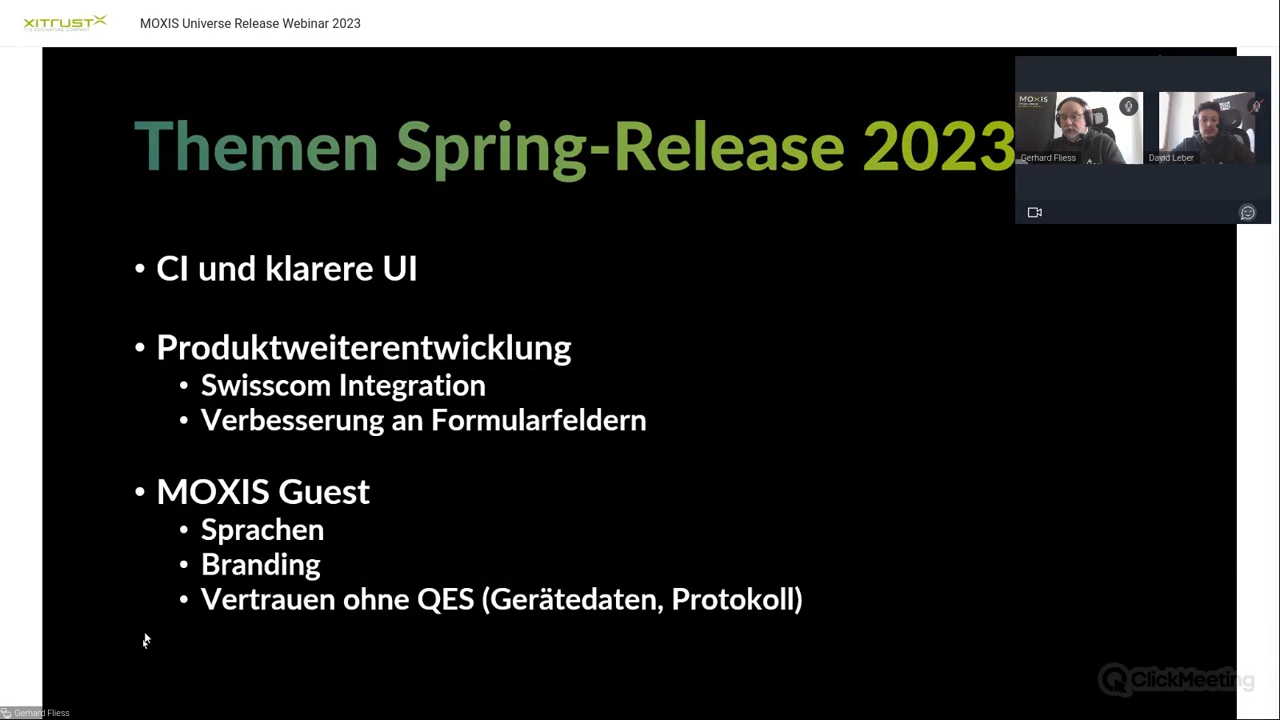 XITRUST
MOXIS Universe Release Webinar 2023
Themen Spring-Release 2023
MOXIS
Gerhard Fliess
David Leber
• CI und klarere UI
• Produktweiterentwicklung
• Swisscom Integration
• Verbesserung an Formularfeldern
• MOXIS Guest
• Sprachen
• Branding
• Vertrauen ohne QES (Gerätedaten, Protokoll)
ClickMeeting
Gerhard Fliess